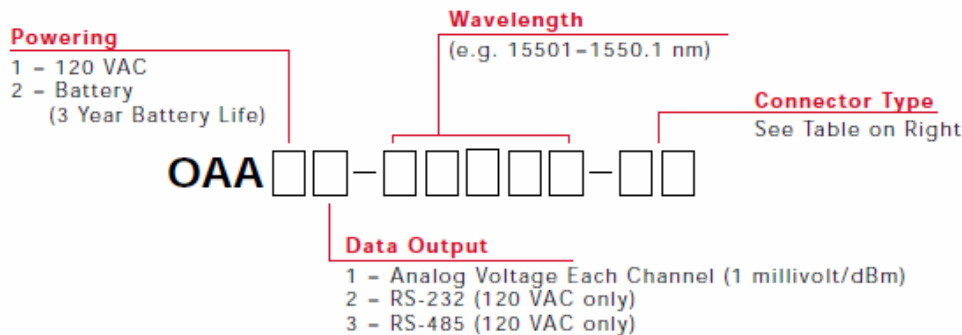 Wavelength
(e.g. 15501–1550.1 nm)
Powering
1 – 120 VAC
2 – Battery
(3 Year Battery Life)
Connector Type
See Table on Right
OAA – –
Data Output
1 – Analog Voltage Each Channel (1 millivolt/dBm)
2 – RS-232 (120 VAC only)
3 – RS-485 (120 VAC only)